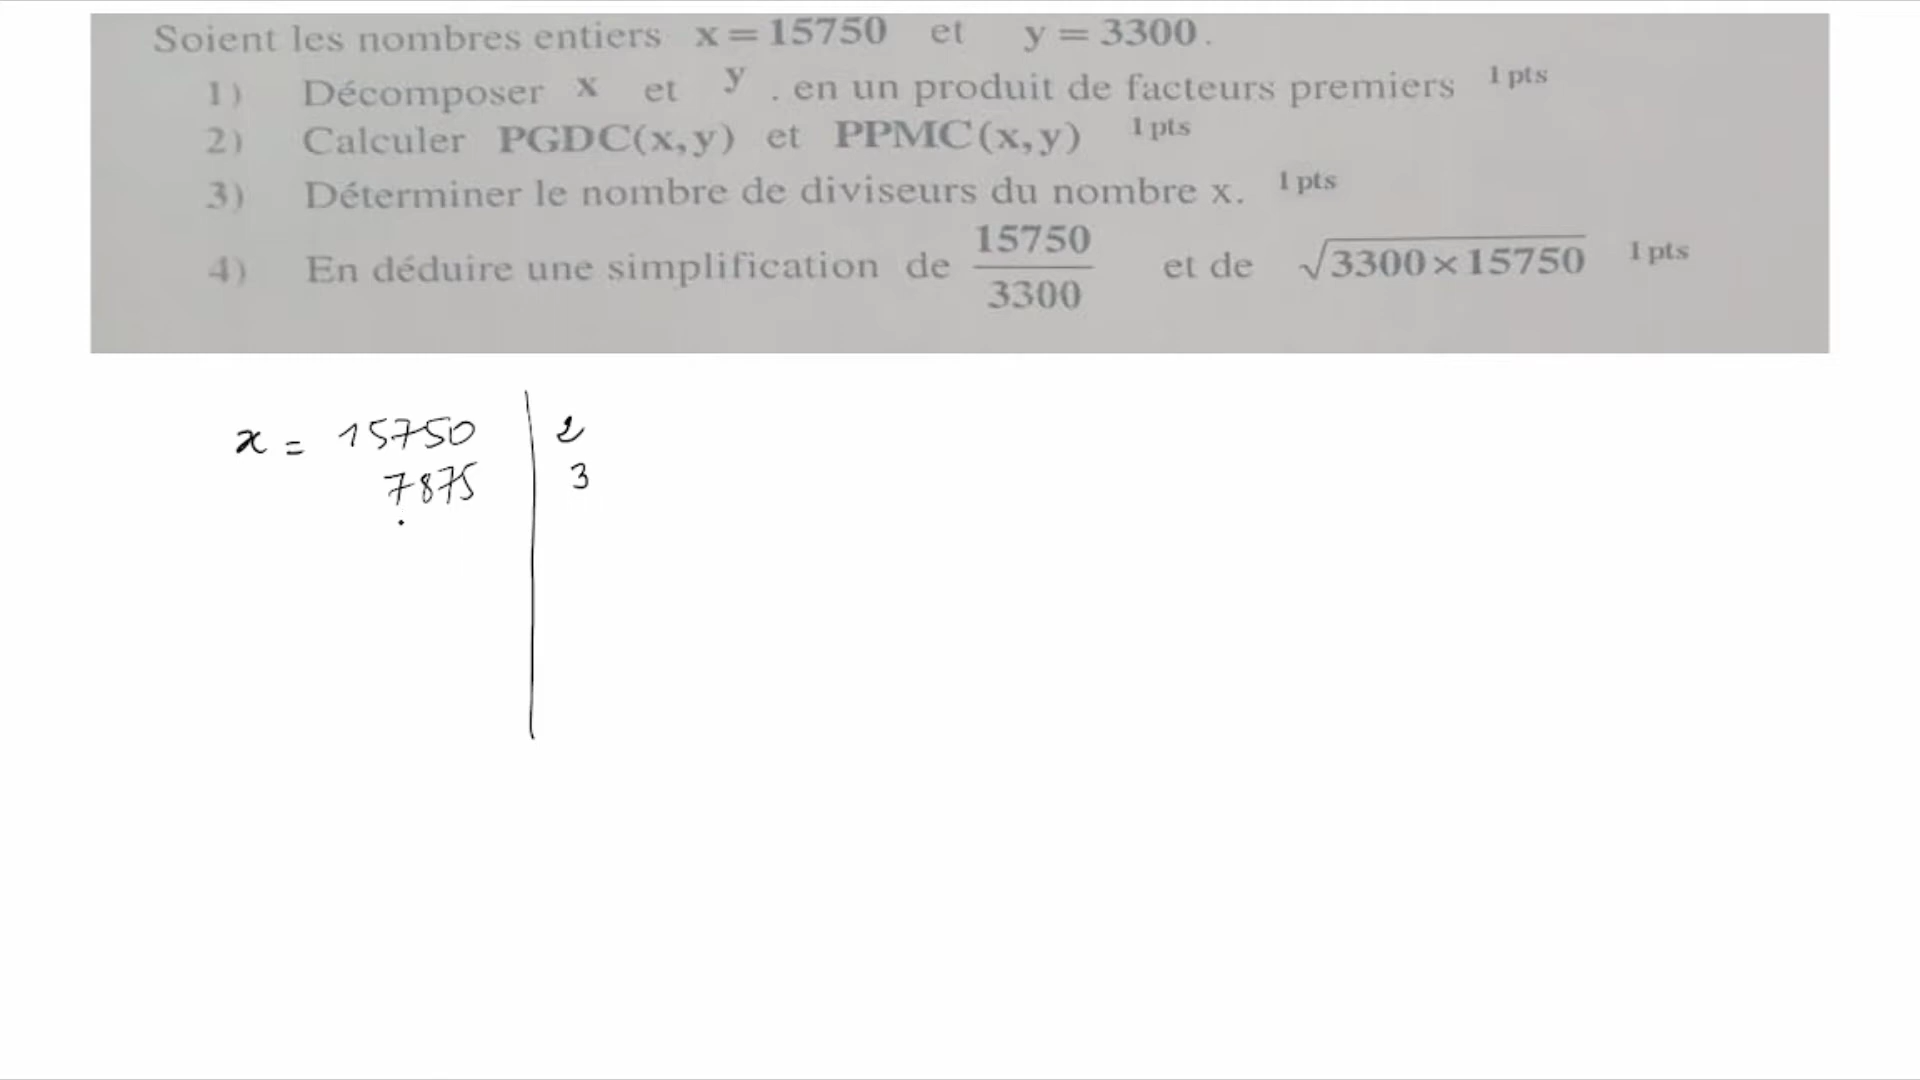 Soient les nombres entiers x = 15750 et y = 3300.
1) Décomposer x et y . en un produit de facteurs premiers 1 pts
2) Calculer PGDC(x,y) et PPMC(x,y) 1 pts
3) Déterminer le nombre de diviseurs du nombre x. 1 pts
4) En déduire une simplification de 15750/3300 et de √3300×15750 1 pts
x = 15750 | 2
7875 | 3